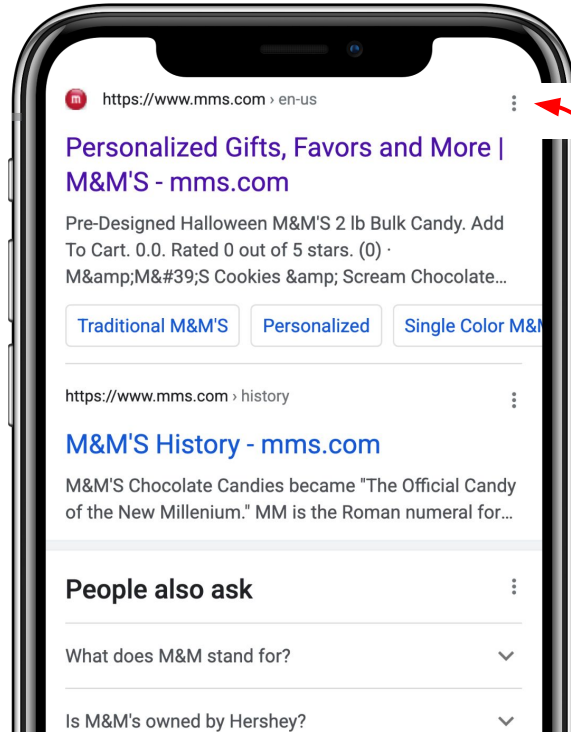 m https://www.mms.com › en-us
Personalized Gifts, Favors and More |
M&M'S - mms.com
Pre-Designed Halloween M&M'S 2 lb Bulk Candy. Add
To Cart. 0.0. Rated 0 out of 5 stars. (0) ·
M&amp;M&#39;S Cookies &amp; Scream Chocolate...
Traditional M&M'S Personalized Single Color M&M
https://www.mms.com › history
M&M'S History - mms.com
M&M'S Chocolate Candies became "The Official Candy
of the New Millenium." MM is the Roman numeral for...
People also ask
What does M&M stand for?
Is M&M's owned by Hershey?